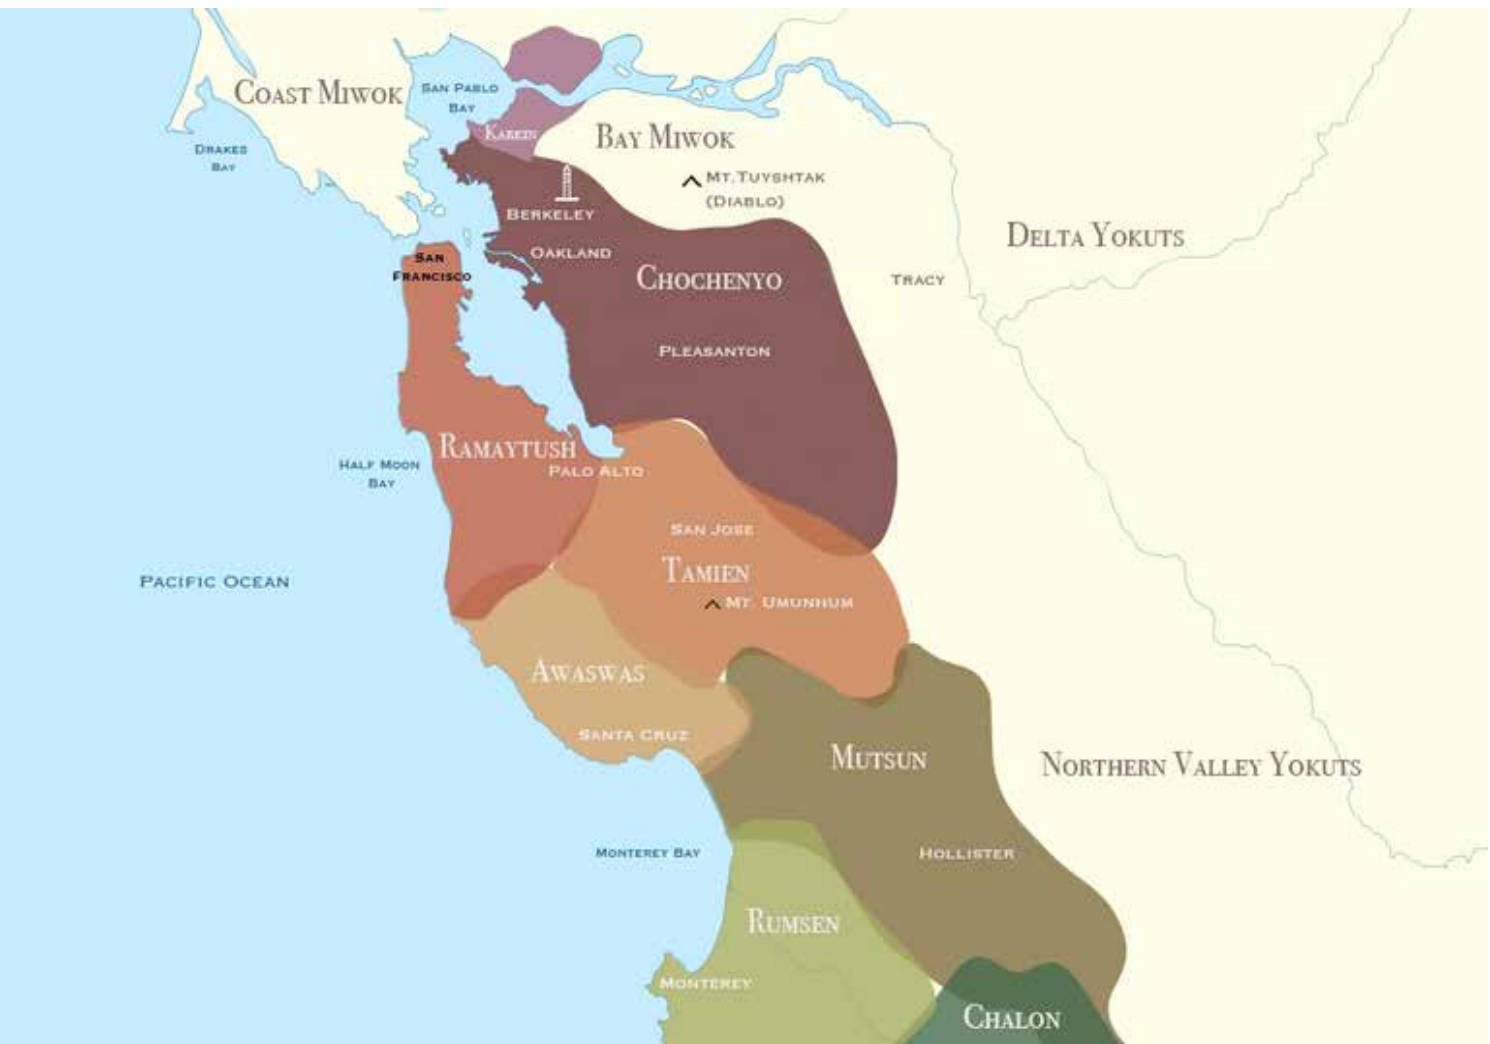 Coast Miwok
San Pablo
Bay
Karkin
Bay Miwok
Drakes
Bay
Mt. Tuyshtak
(Diablo)
Berkeley
Delta Yokuts
Oakland
San
Francisco
Chochenyo
Tracy
Pleasanton
Ramaytush
Half Moon
Bay
Palo Alto
San Jose
Tamien
Pacific Ocean
Mt. Umunhum
Awaswas
Santa Cruz
Mutsun
Northern Valley Yokuts
Monterey Bay
Hollister
Rumsen
Monterey
Chalon